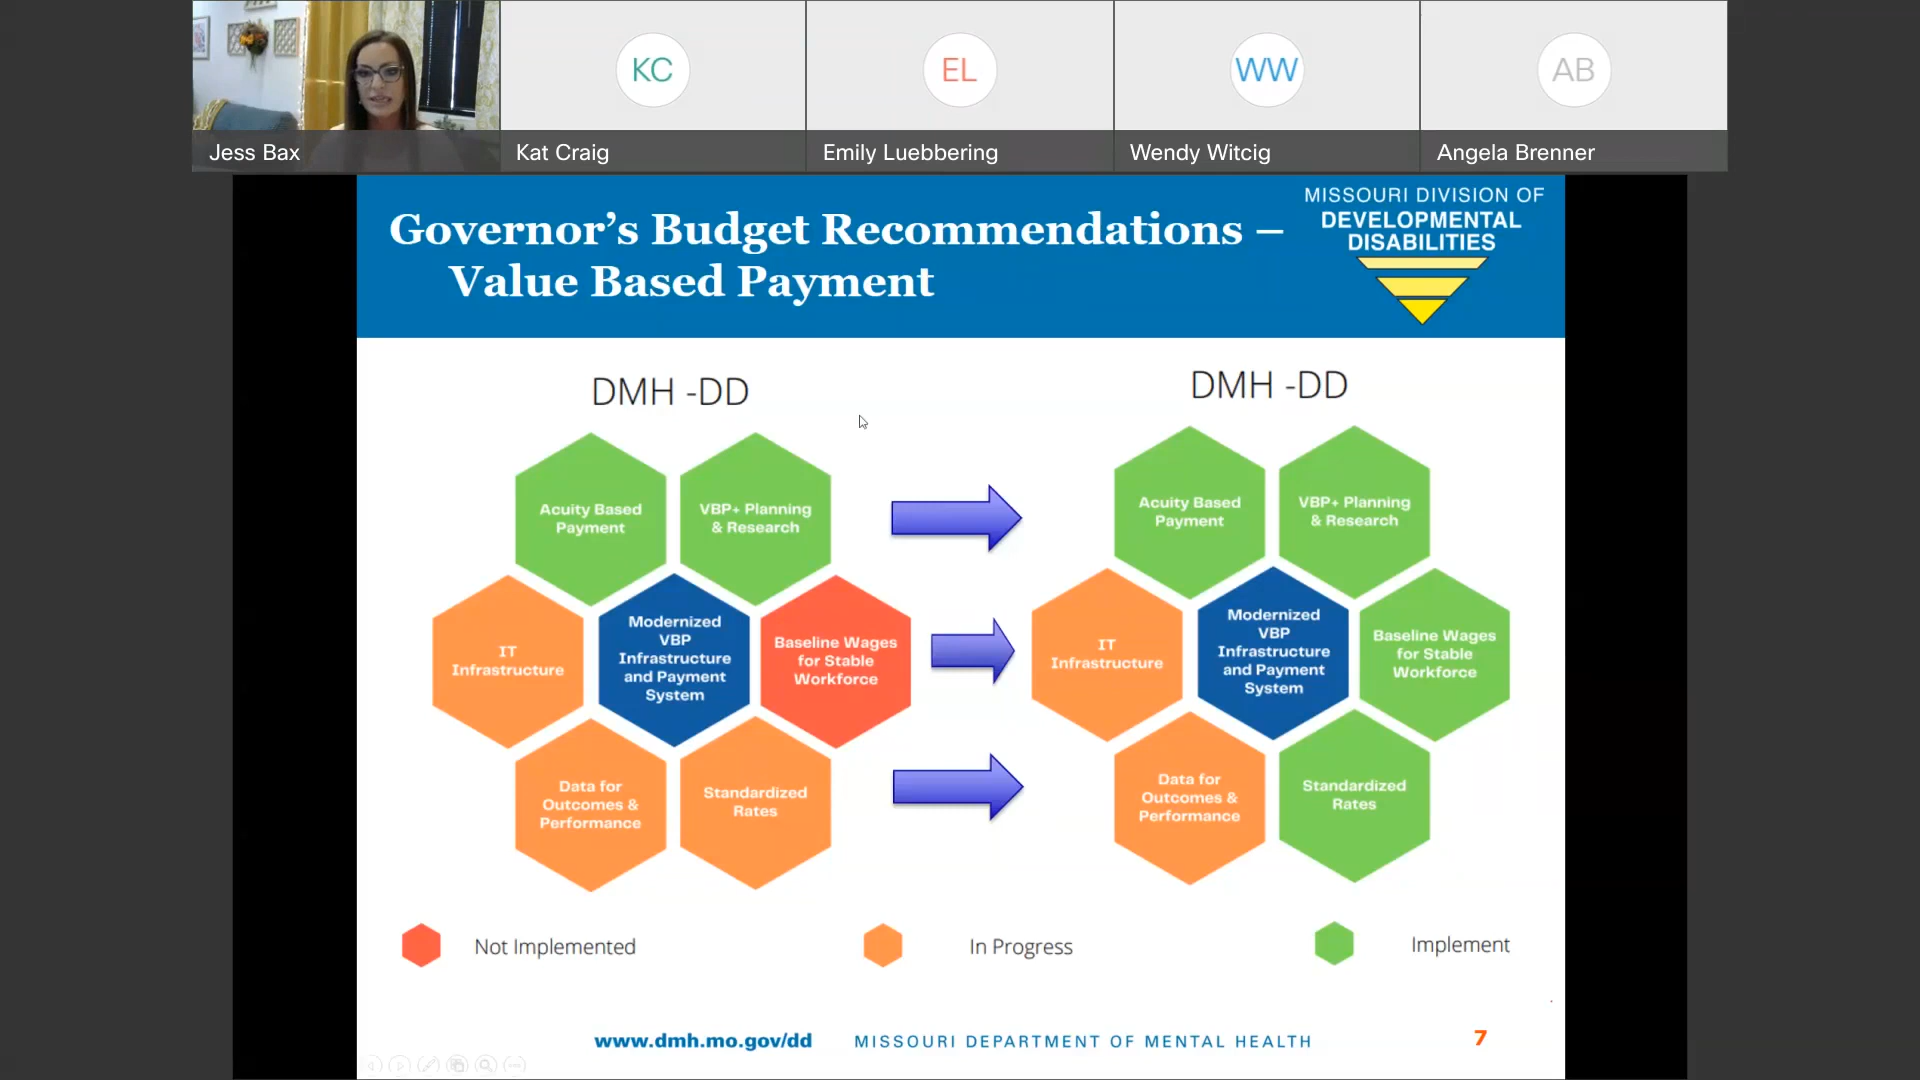 KC
EL
WW
AB
Jess Bax
Kat Craig
Emily Luebbering
Wendy Witcig
Angela Brenner
Governor's Budget Recommendations –
Value Based Payment
MISSOURI DIVISION OF
DEVELOPMENTAL
DISABILITIES
DMH -DD
Acuity Based
Payment
VBP+ Planning
& Research
IT
Infrastructure
Modernized
VBP
Infrastructure
and Payment
System
Baseline Wages
for Stable
Workforce
Data for
Outcomes &
Performance
Standardized
Rates
DMH -DD
Acuity Based
Payment
VBP+ Planning
& Research
IT
Infrastructure
Modernized
VBP
Infrastructure
and Payment
System
Baseline Wages
for Stable
Workforce
Data for
Outcomes &
Performance
Standardized
Rates
Not Implemented
In Progress
Implement
www.dmh.mo.gov/dd
MISSOURI DEPARTMENT OF MENTAL HEALTH
7